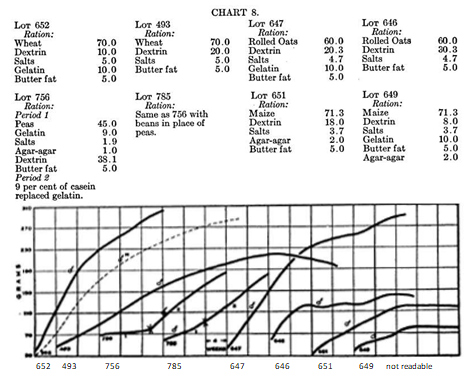 CHART 8.
Lot 652
Ration:
Wheat 70.0
Dextrin 10.0
Salts 5.0
Gelatin 10.0
Butter fat 5.0
Lot 493
Ration:
Wheat 70.0
Dextrin 20.0
Salts 5.0
Butter fat 5.0
Lot 647
Ration:
Rolled Oats 60.0
Dextrin 20.3
Salts 4.7
Gelatin 10.0
Butter fat 5.0
Lot 646
Ration:
Rolled Oats 60.0
Dextrin 30.3
Salts 4.7
Butter fat 5.0
Lot 756
Ration:
Period 1
Peas 45.0
Gelatin 9.0
Salts 1.9
Agar-agar 1.0
Dextrin 38.1
Butter fat 5.0
Period 2
9 per cent of casein
replaced gelatin.
Lot 785
Ration:
Same as 756 with
beans in place of
peas.
Lot 651
Ration:
Maize 71.3
Dextrin 18.0
Salts 3.7
Agar-agar 2.0
Butter fat 5.0
Lot 649
Ration:
Maize 71.3
Dextrin 8.0
Salts 3.7
Gelatin 10.0
Butter fat 5.0
Agar-agar 2.0
GRAMS
WEEKS
647
652 493 756 785 647 646 651 649 not readable